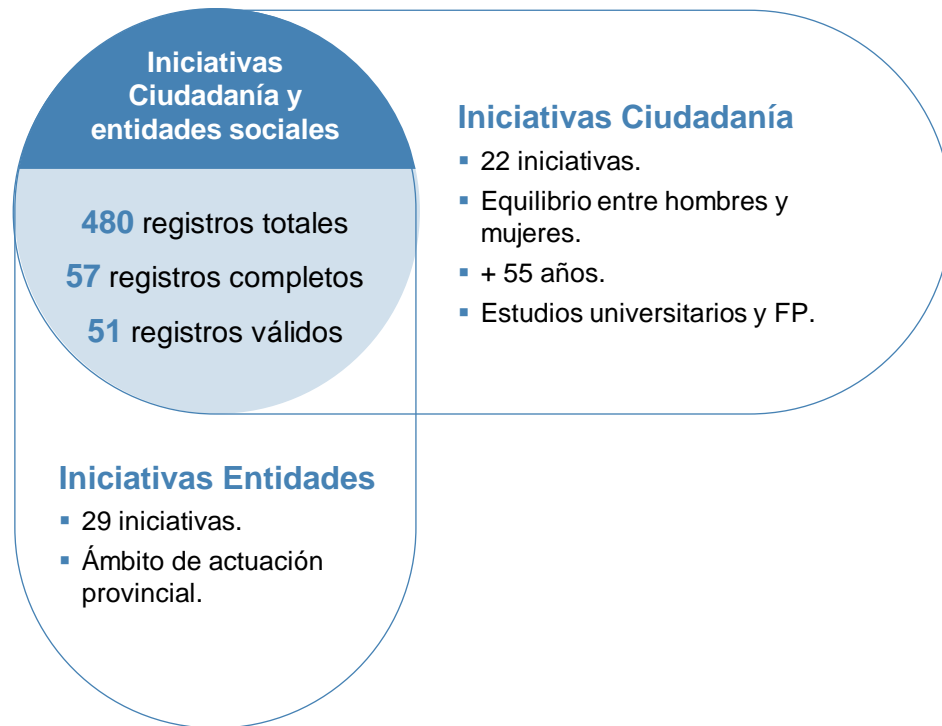 Iniciativas
Ciudadanía y
entidades sociales
480 registros totales
57 registros completos
51 registros válidos
Iniciativas Ciudadanía
▪ 22 iniciativas.
▪ Equilibrio entre hombres y
mujeres.
▪ + 55 años.
▪ Estudios universitarios y FP.
Iniciativas Entidades
▪ 29 iniciativas.
▪ Ámbito de actuación
provincial.